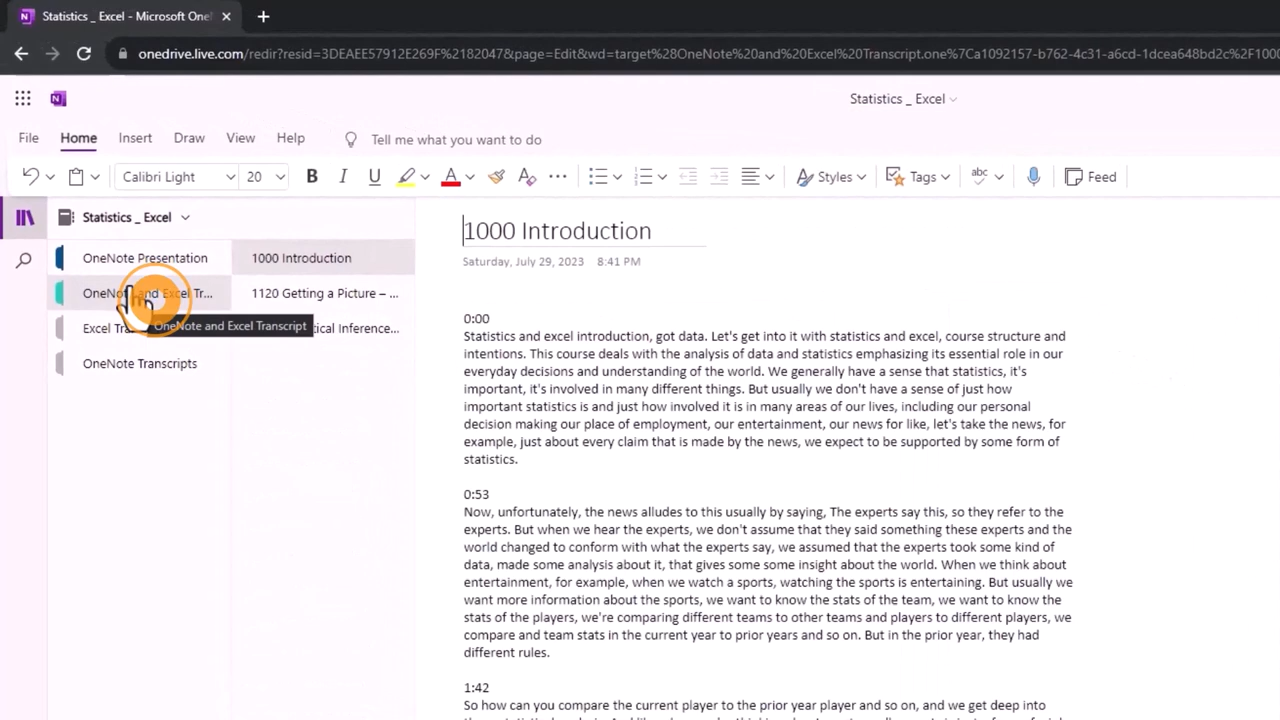 Statistics _ Excel - Microsoft One
onedrive.live.com/redir?resid=3DEAEE57912E269F%2182047&page=Edit&wd=target%28OneNote%20and%20Excel%20Transcript.one%7Ca1092157-b762-4c31-a6cd-1dcea648bd2c%2F1000
Statistics _ Excel
File Home Insert Draw View Help Tell me what you want to do
Calibri Light 20 B I U A A Styles Tags abc Feed
Statistics _ Excel
OneNote Presentation
OneNote and Excel Tr...
OneNote and Excel Transcript
Excel Tra
OneNote Transcripts
1000 Introduction
1120 Getting a Picture – ...
tical Inference...
1000 Introduction
Saturday, July 29, 2023 8:41 PM
0:00
Statistics and excel introduction, got data. Let's get into it with statistics and excel, course structure and
intentions. This course deals with the analysis of data and statistics emphasizing its essential role in our
everyday decisions and understanding of the world. We generally have a sense that statistics, it's
important, it's involved in many different things. But usually we don't have a sense of just how
important statistics is and just how involved it is in many areas of our lives, including our personal
decision making our place of employment, our entertainment, our news for like, let's take the news, for
example, just about every claim that is made by the news, we expect to be supported by some form of
statistics.
0:53
Now, unfortunately, the news alludes to this usually by saying, The experts say this, so they refer to the
experts. But when we hear the experts, we don't assume that they said something these experts and the
world changed to conform with what the experts say, we assumed that the experts took some kind of
data, made some analysis about it, that gives some some insight about the world. When we think about
entertainment, for example, when we watch a sports, watching the sports is entertaining. But usually we
want more information about the sports, we want to know the stats of the team, we want to know the
stats of the players, we're comparing different teams to other teams and players to different players, we
compare and team stats in the current year to prior years and so on. But in the prior year, they had
different rules.
1:42
So how can you compare the current player to the prior year player and so on, and we get deep into